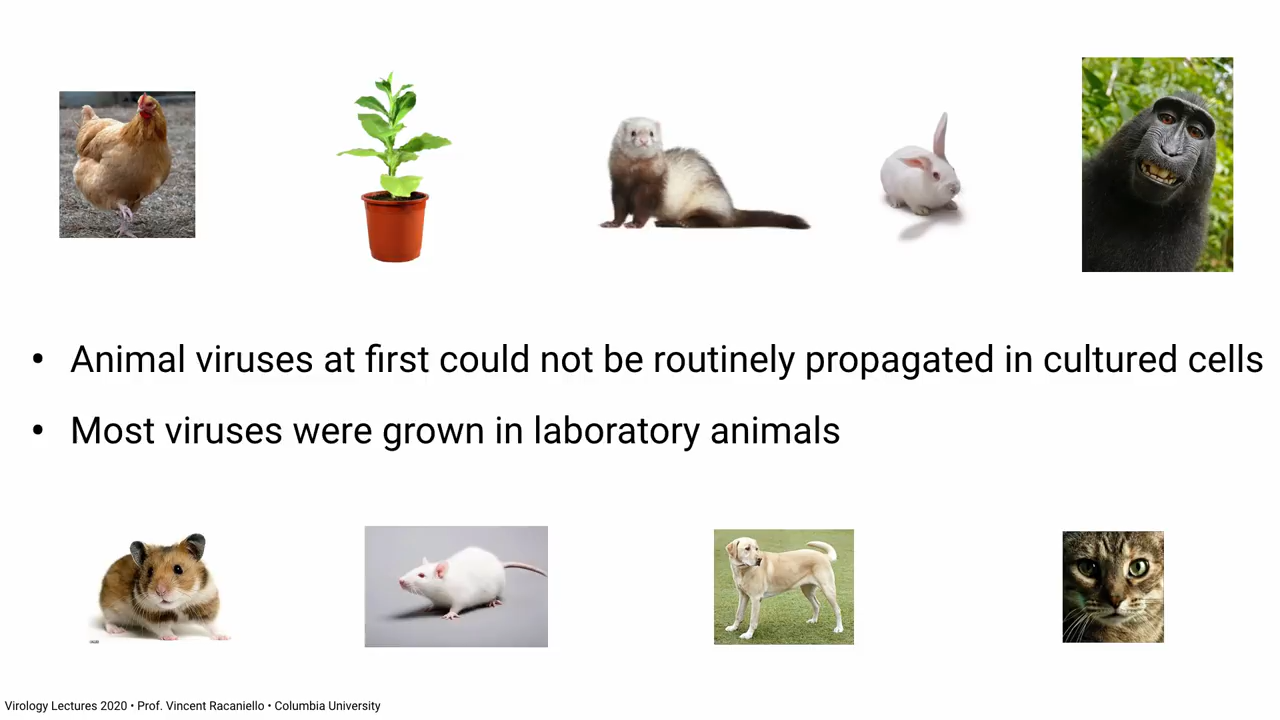 • Animal viruses at first could not be routinely propagated in cultured cells
• Most viruses were grown in laboratory animals
Virology Lectures 2020 • Prof. Vincent Racaniello • Columbia University